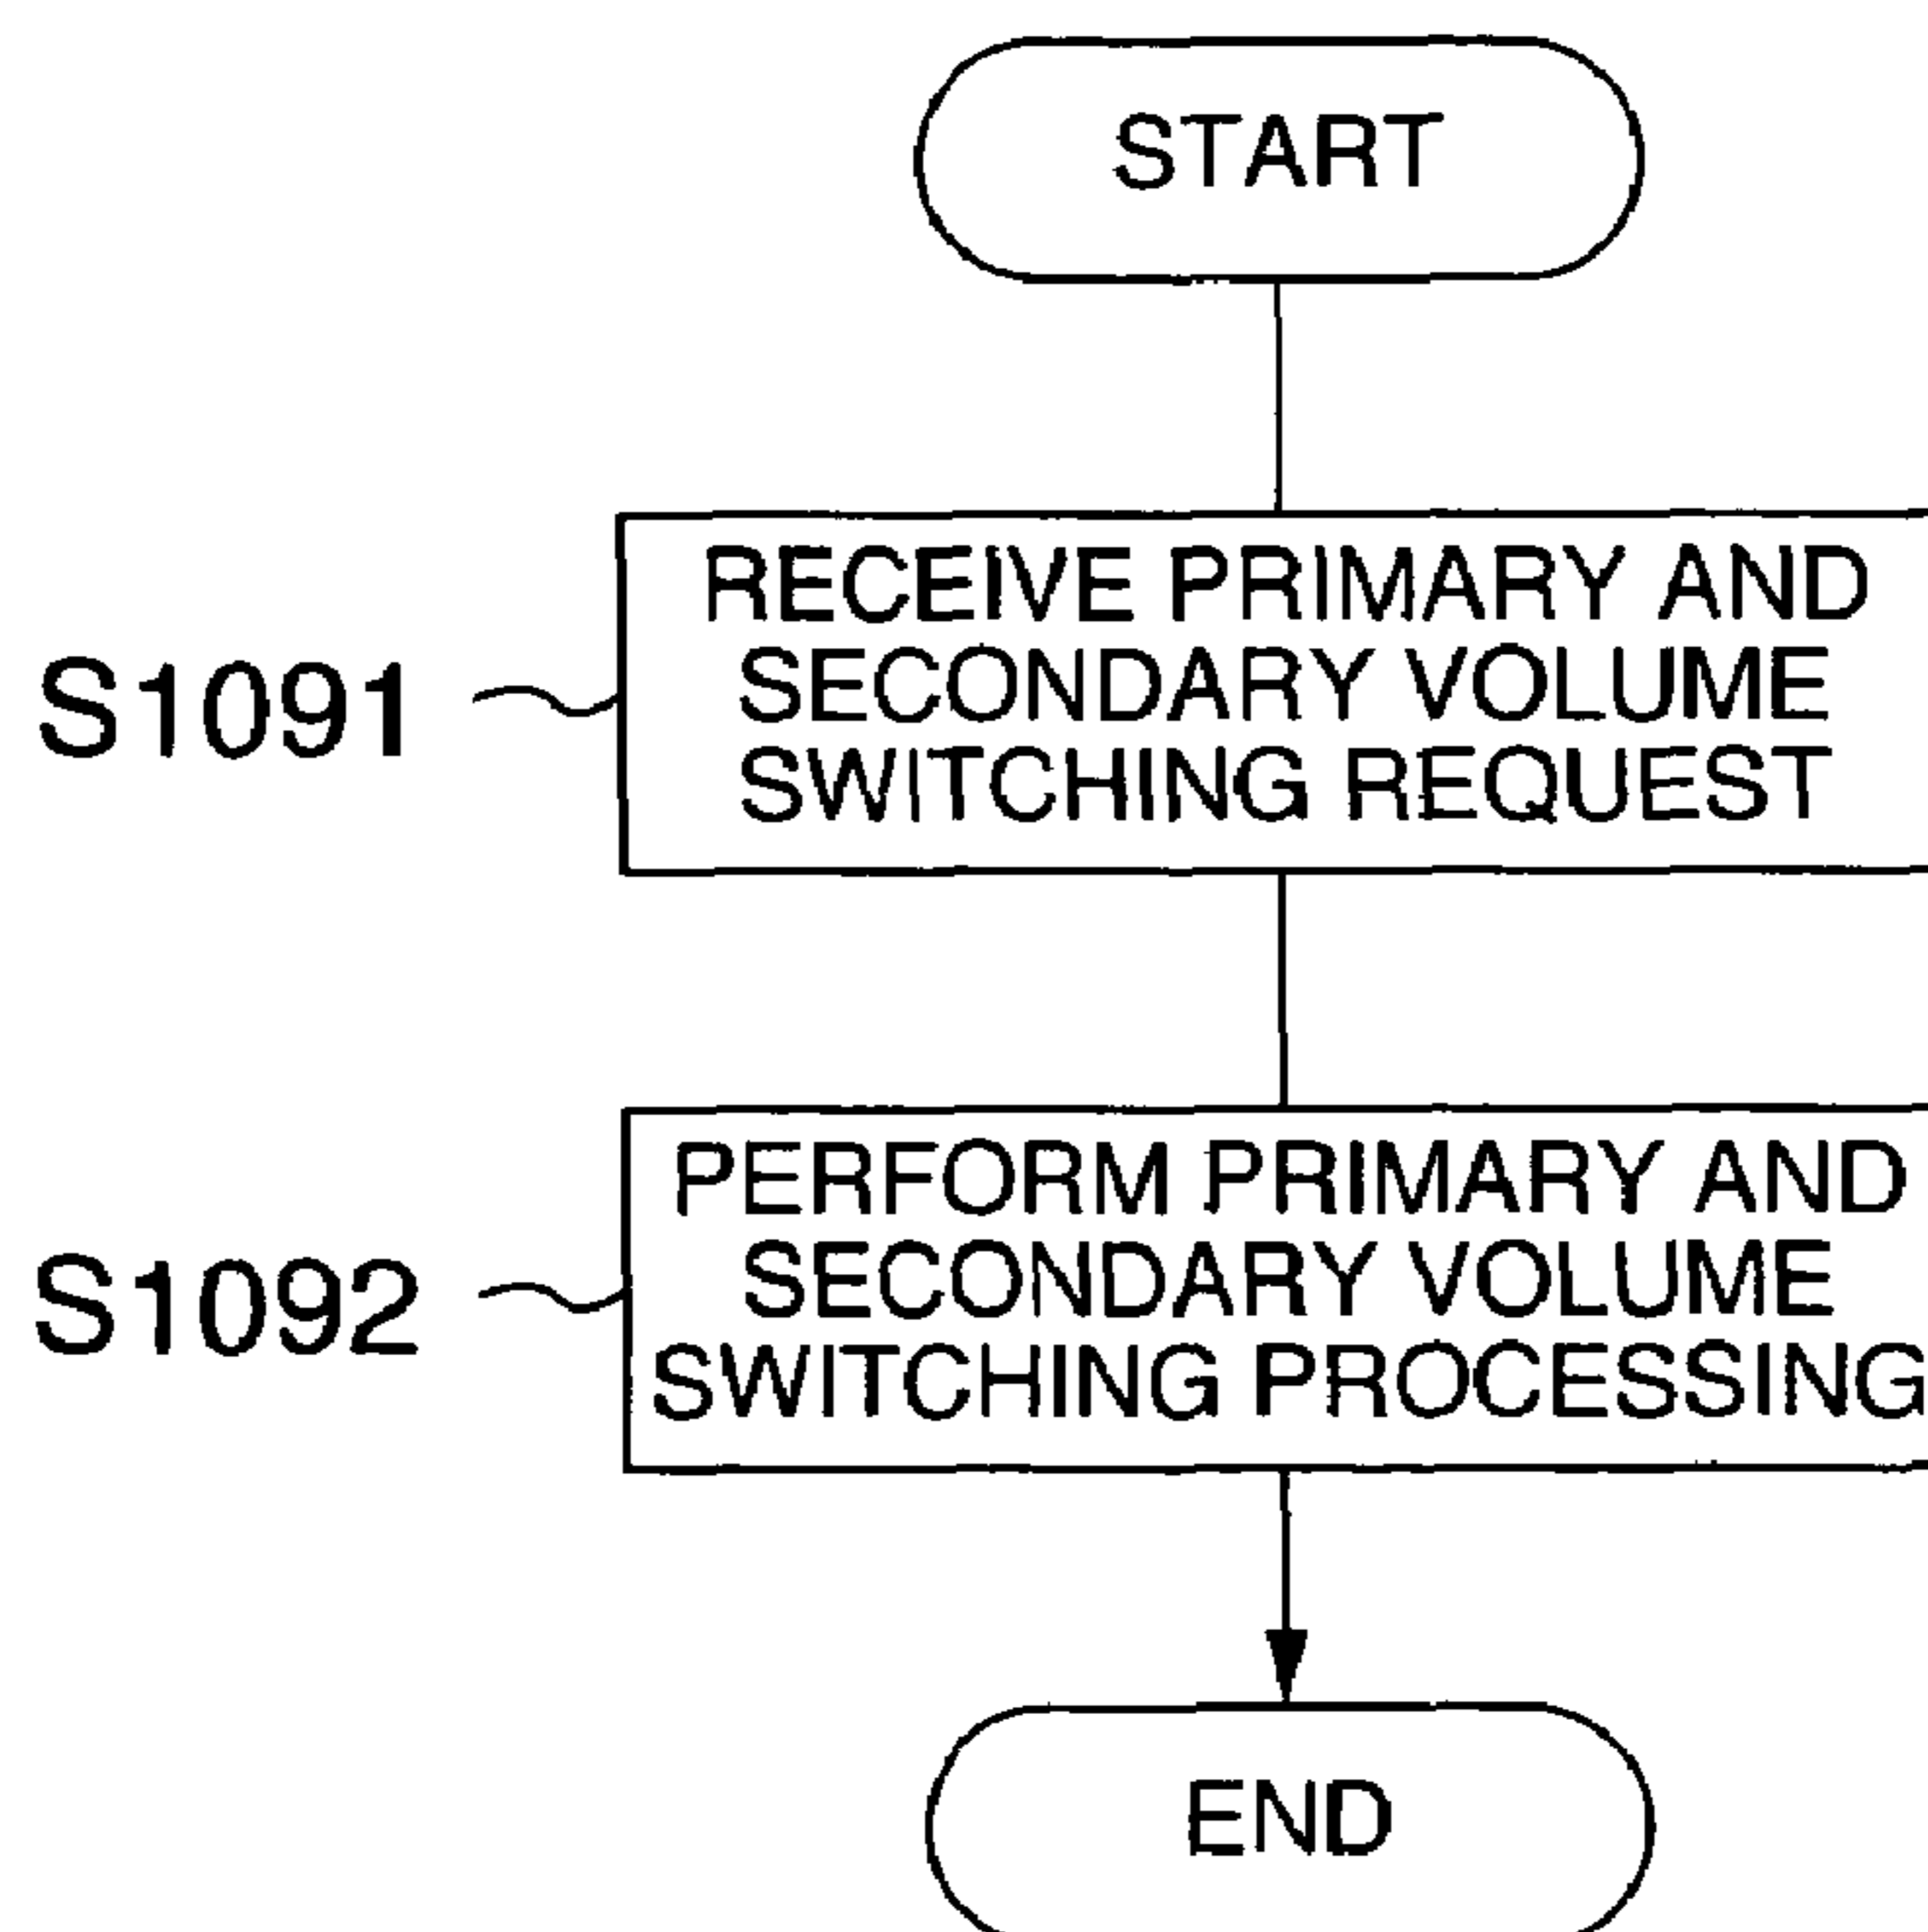 START
RECEIVE PRIMARY AND
SECONDARY VOLUME
SWITCHING REQUEST
S1091
PERFORM PRIMARY AND
SECONDARY VOLUME
SWITCHING PROCESSING
S1092
END